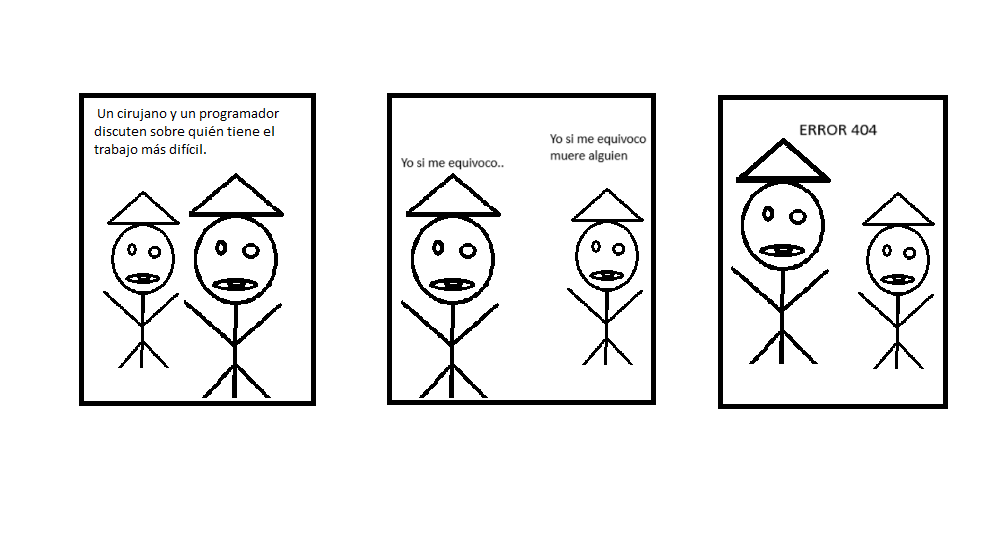 Un cirujano y un programador
discuten sobre quién tiene el
trabajo más difícil.
Yo si me equivoco..
Yo si me equivoco
muere alguien
ERROR 404